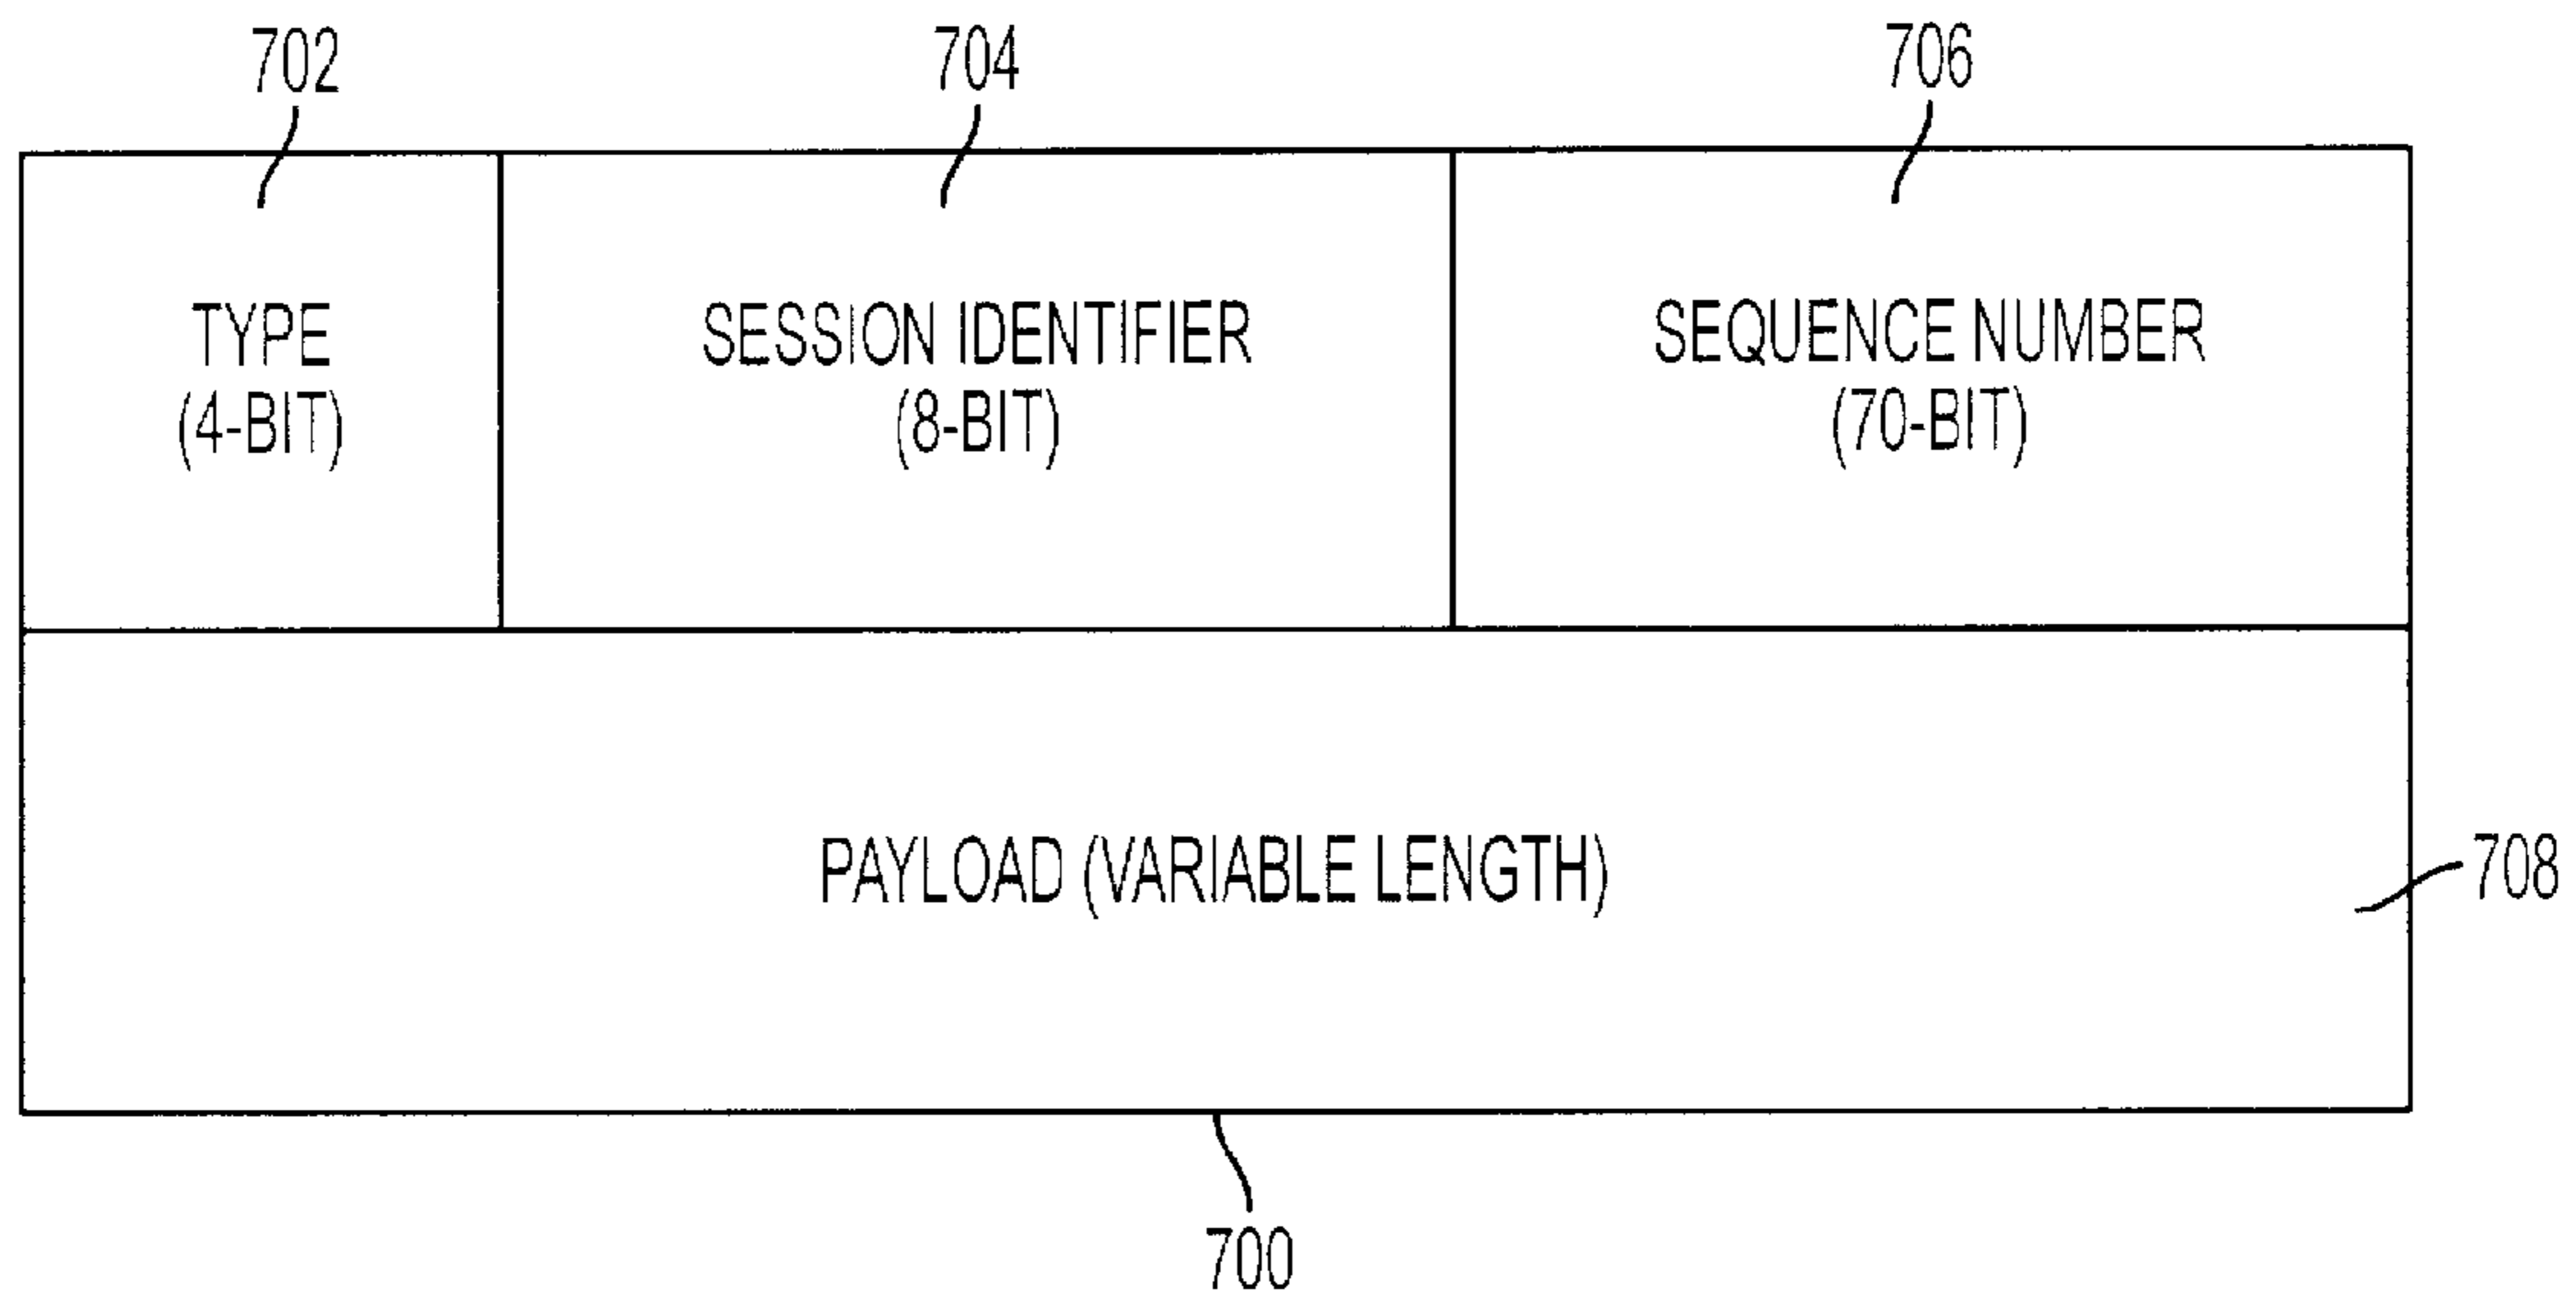 702
704
706
TYPE
(4-BIT)
SESSION IDENTIFIER
(8-BIT)
SEQUENCE NUMBER
(70-BIT)
PAYLOAD (VARIABLE LENGTH)
708
700